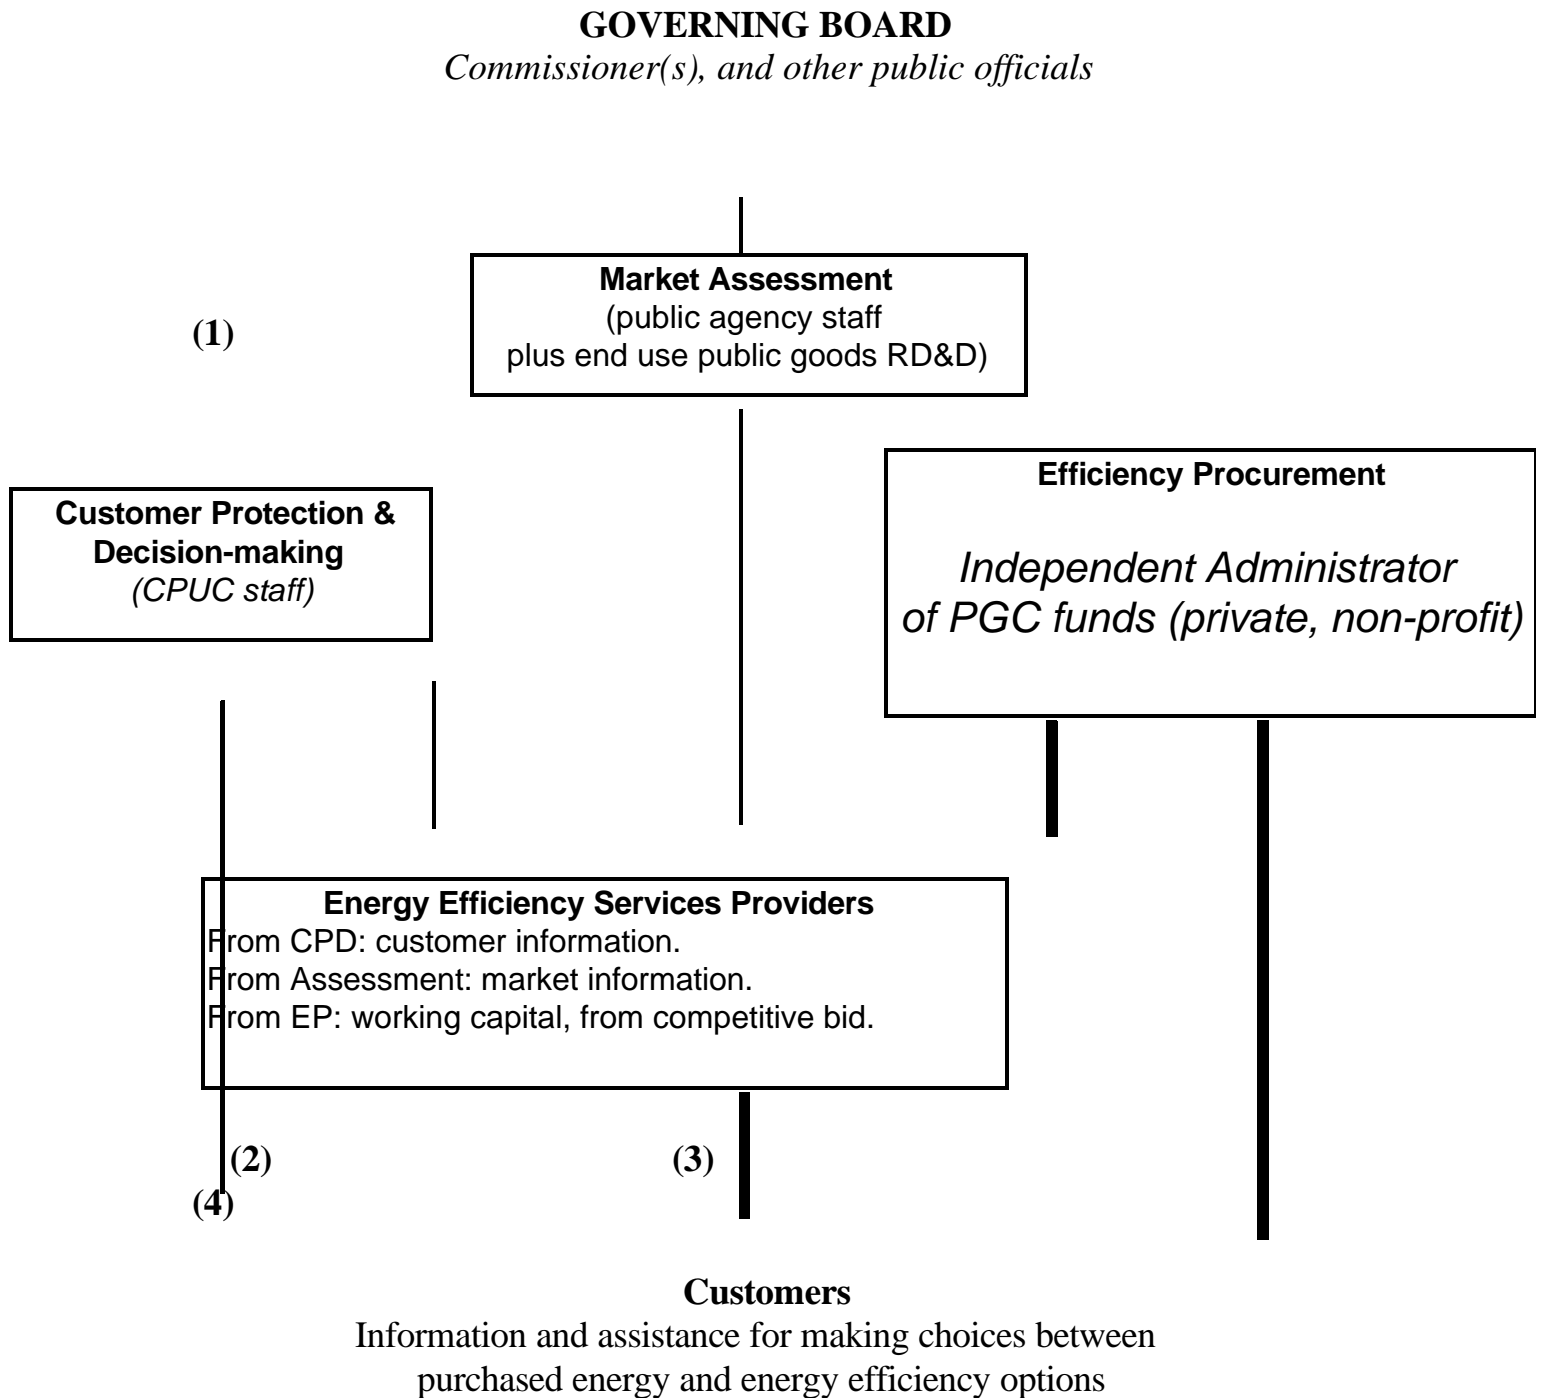 GOVERNING BOARD
Commissioner(s), and other public officials
Market Assessment
(public agency staff
plus end use public goods RD&D)
(1)
Efficiency Procurement
Independent Administrator
of PGC funds (private, non-profit)
Customer Protection &
Decision-making
(CPUC staff)
Energy Efficiency Services Providers
From CPD: customer information.
From Assessment: market information.
From EP: working capital, from competitive bid.
(2)
(3)
(4)
Customers
Information and assistance for making choices between
purchased energy and energy efficiency options